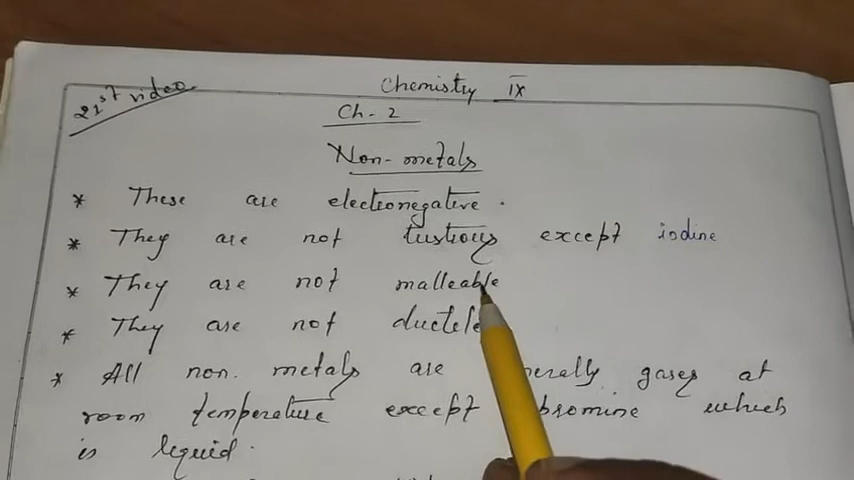 Chemistry IX
21st video
Ch-2
Non-metals
* These are electronegative.
* They are not lustrous except iodine
* They are not malleable
* They are not ductele
* All non-metals are gases at
room temperature except bromine which
is liquid.